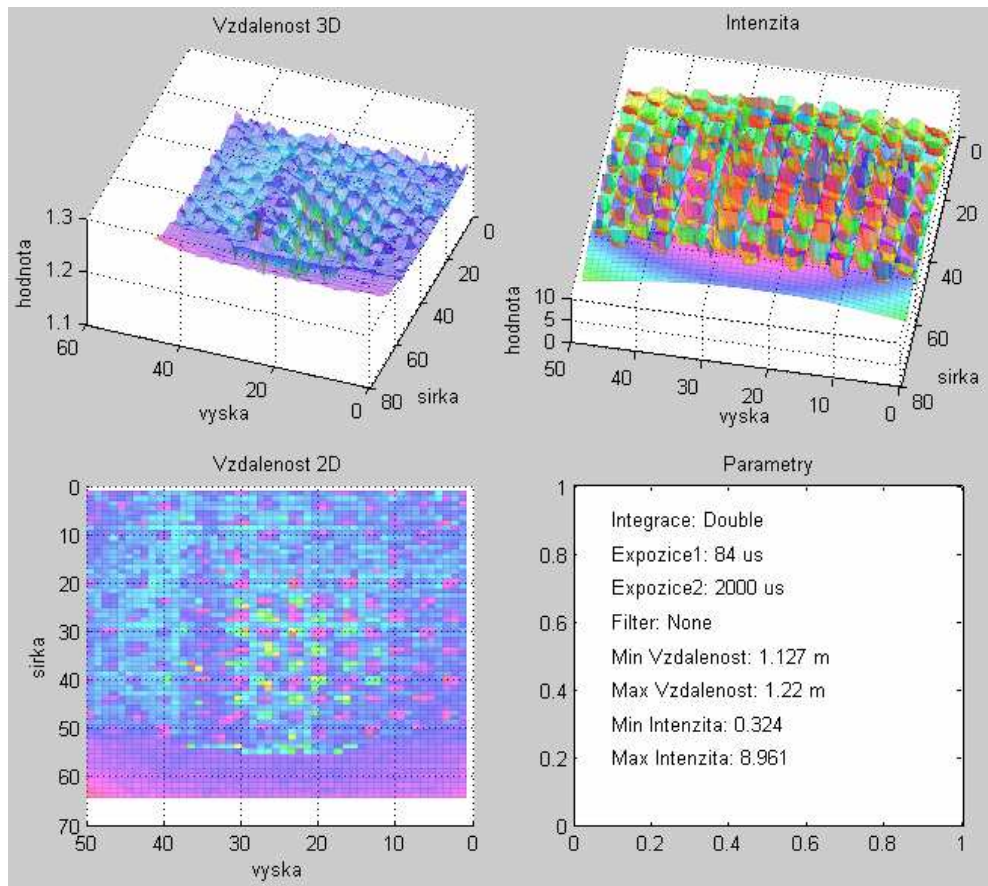 Vzdalenost 3D
hodnota
1.3
1.2
1.1
60
40
20
0
vyska
0
20
40
60
80
sirka
Intenzita
hodnota
10
5
0
50
40
30
20
10
0
vyska
0
20
40
60
80
sirka
Vzdalenost 2D
sirka
0
10
20
30
40
50
60
70
50
40
30
20
10
0
vyska
Parametry
1
0.8
0.6
0.4
0.2
0
0
0.2
0.4
0.6
0.8
1
Integrace: Double
Expozice1: 84 us
Expozice2: 2000 us
Filter: None
Min Vzdalenost: 1.127 m
Max Vzdalenost: 1.22 m
Min Intenzita: 0.324
Max Intenzita: 8.961